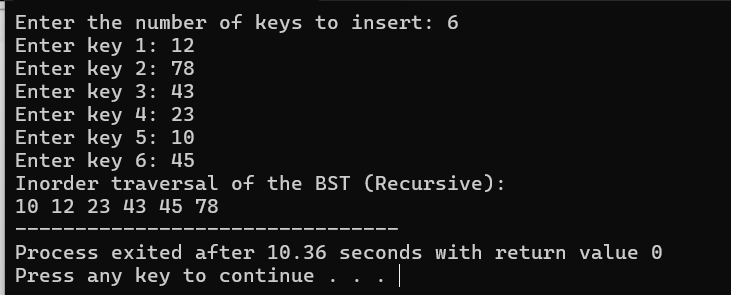 Enter the number of keys to insert: 6
Enter key 1: 12
Enter key 2: 78
Enter key 3: 43
Enter key 4: 23
Enter key 5: 10
Enter key 6: 45
Inorder traversal of the BST (Recursive):
10 12 23 43 45 78
--------------------------------
Process exited after 10.36 seconds with return value 0
Press any key to continue . . .